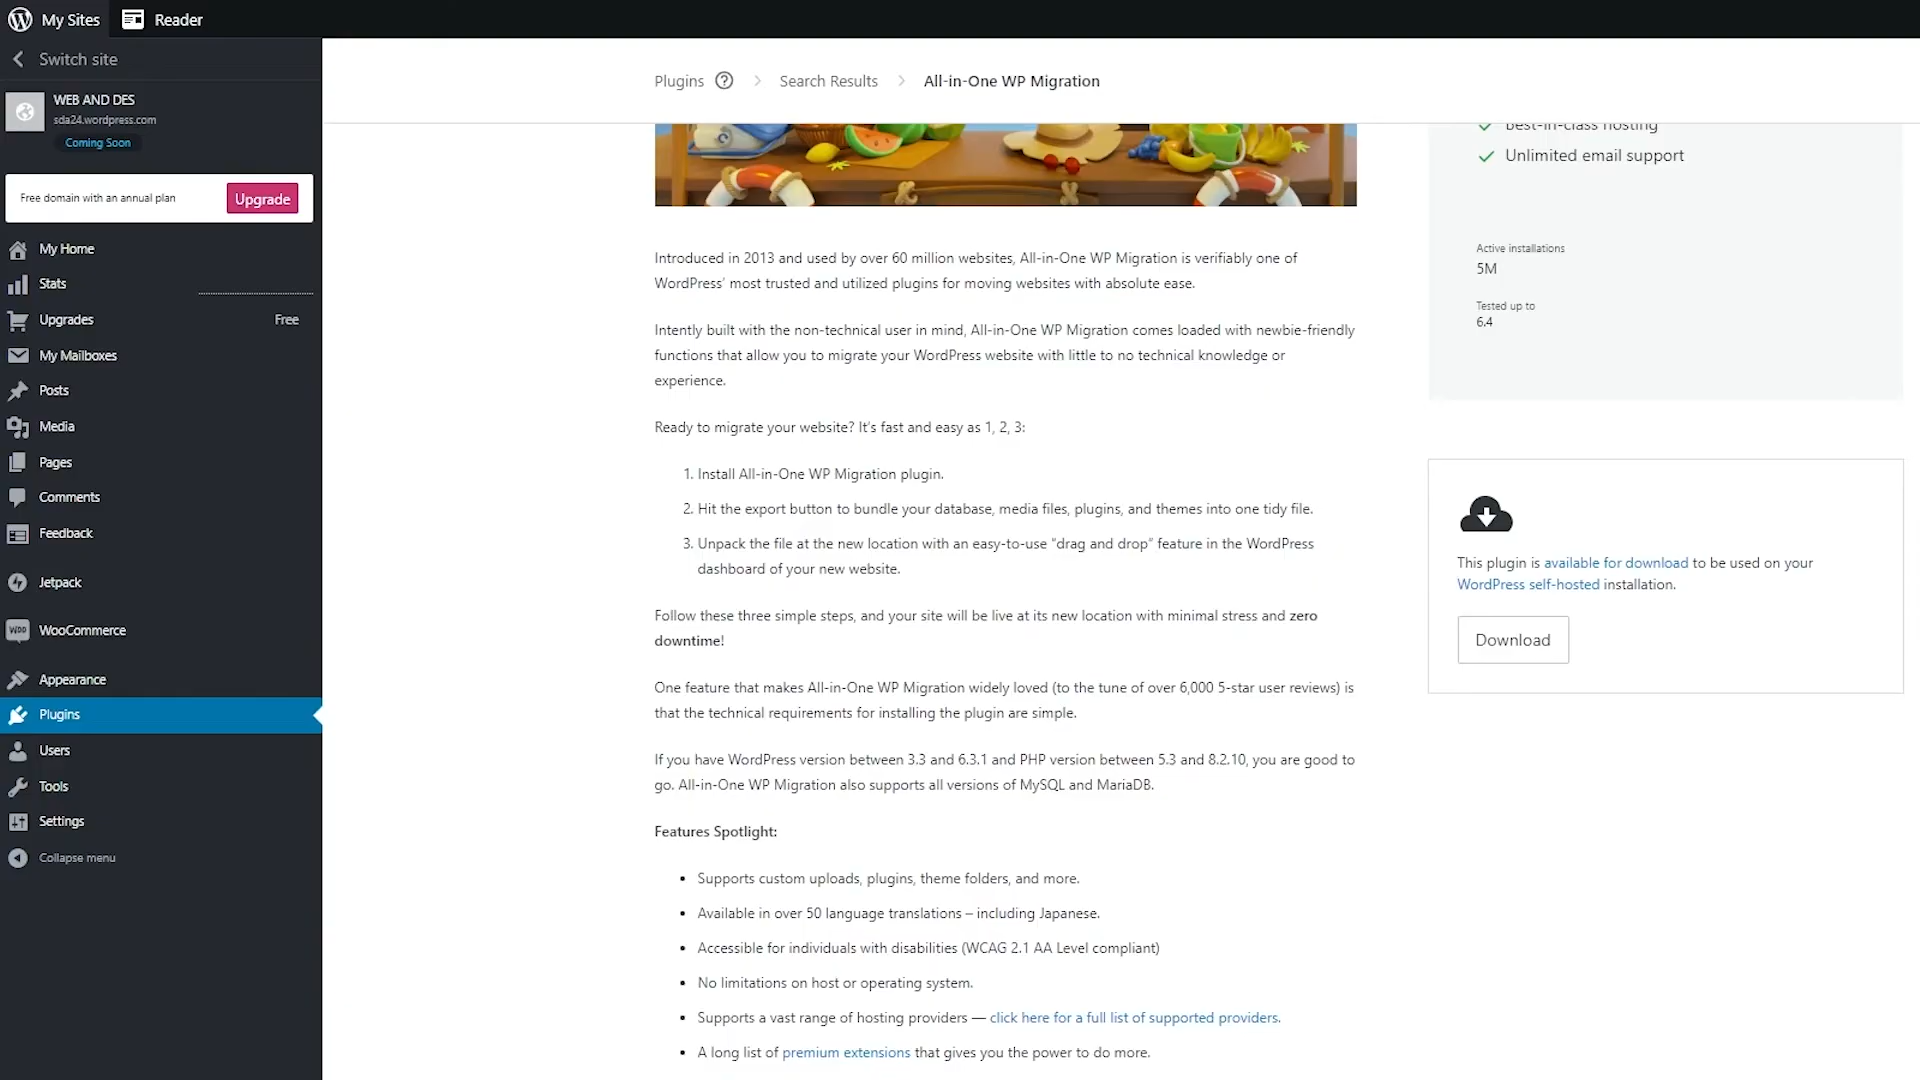 My Sites
Reader
Switch site
WEB AND DES
sda24.wordpress.com
Coming Soon
Free domain with an annual plan
Upgrade
My Home
Stats
Upgrades
Free
My Mailboxes
Posts
Media
Pages
Comments
Feedback
Jetpack
WooCommerce
Appearance
Plugins
Users
Tools
Settings
Collapse menu
Plugins
Search Results
All-in-One WP Migration
Introduced in 2013 and used by over 60 million websites, All-in-One WP Migration is verifiably one of
WordPress’ most trusted and utilized plugins for moving websites with absolute ease.
Intently built with the non-technical user in mind, All-in-One WP Migration comes loaded with newbie-friendly
functions that allow you to migrate your WordPress website with little to no technical knowledge or
experience.
Ready to migrate your website? It’s fast and easy as 1, 2, 3:
1. Install All-in-One WP Migration plugin.
2. Hit the export button to bundle your database, media files, plugins, and themes into one tidy file.
3. Unpack the file at the new location with an easy-to-use “drag and drop” feature in the WordPress
dashboard of your new website.
Follow these three simple steps, and your site will be live at its new location with minimal stress and zero
downtime!
One feature that makes All-in-One WP Migration widely loved (to the tune of over 6,000 5-star user reviews) is
that the technical requirements for installing the plugin are simple.
If you have WordPress version between 3.3 and 6.3.1 and PHP version between 5.3 and 8.2.10, you are good to
go. All-in-One WP Migration also supports all versions of MySQL and MariaDB.
Features Spotlight:
• Supports custom uploads, plugins, theme folders, and more.
• Available in over 50 language translations – including Japanese.
• Accessible for individuals with disabilities (WCAG 2.1 AA Level compliant)
• No limitations on host or operating system.
• Supports a vast range of hosting providers — click here for a full list of supported providers.
• A long list of premium extensions that gives you the power to do more.
Best-in-class hosting
Unlimited email support
Active installations
5M
Tested up to
6.4
This plugin is available for download to be used on your
WordPress self-hosted installation.
Download